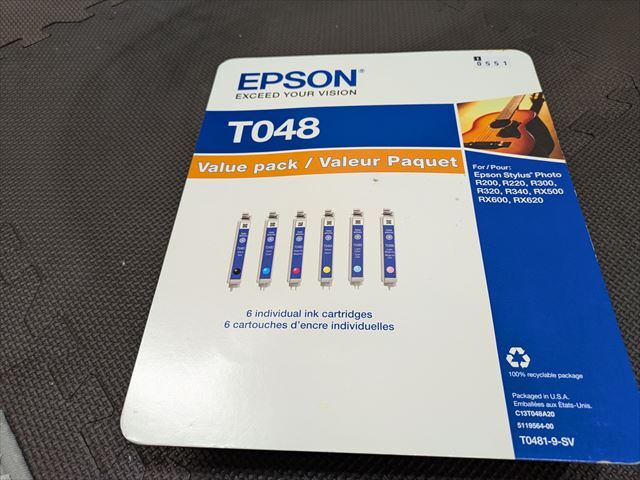 EPSON®
EXCEED YOUR VISION
0551
T048
Value pack / Valeur Paquet
For / Pour:
Epson Stylus® Photo
R200, R220, R300,
R320, R340, RX500
RX600, RX620
6 individual ink cartridges
6 cartouches d'encre individuelles
100% recyclable package
Packaged in U.S.A.
Emballées aux États-Unis.
C13T048A20
5119564-00
T0481-9-SV